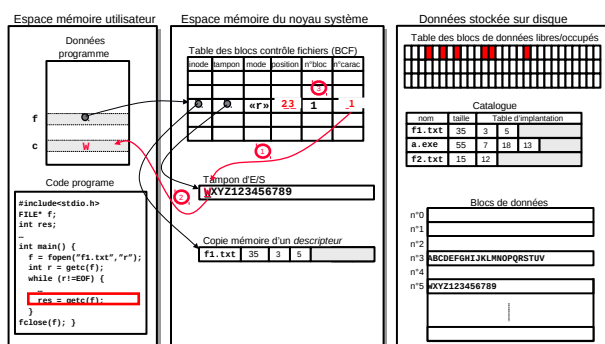 Espace mémoire utilisateur
Données
programme
f
c
W
Code programe
#include<stdio.h>
FILE* f;
int res;
…
int main() {
f = fopen("f1.txt","r");
int r = getc(f);
while (r!=EOF) {
…
res = getc(f);
}
fclose(f); }
Espace mémoire du noyau système
Table des blocs contrôle fichiers (BCF)
inode tampon mode position n°bloc n°carac
3
«r» 23 1 1
1
Tampon d'E/S
2
WXYZ123456789
Copie mémoire d'un descripteur
f1.txt 35 3 5
Données stockée sur disque
Table des blocs de données libres/occupés
Catalogue
nom taille Table d'implantation
f1.txt 35 3 5
a.exe 55 7 18 13
f2.txt 15 12
Blocs de données
n°0
n°1
n°2
n°3 ABCDEFGHIJKLMNOPQRSTUV
n°4
n°5 WXYZ123456789